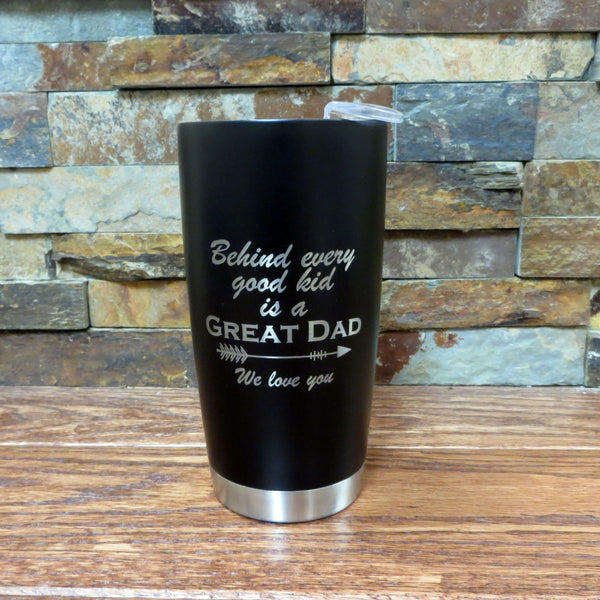 Behind every
good kid
is a
GREAT DAD
We love you